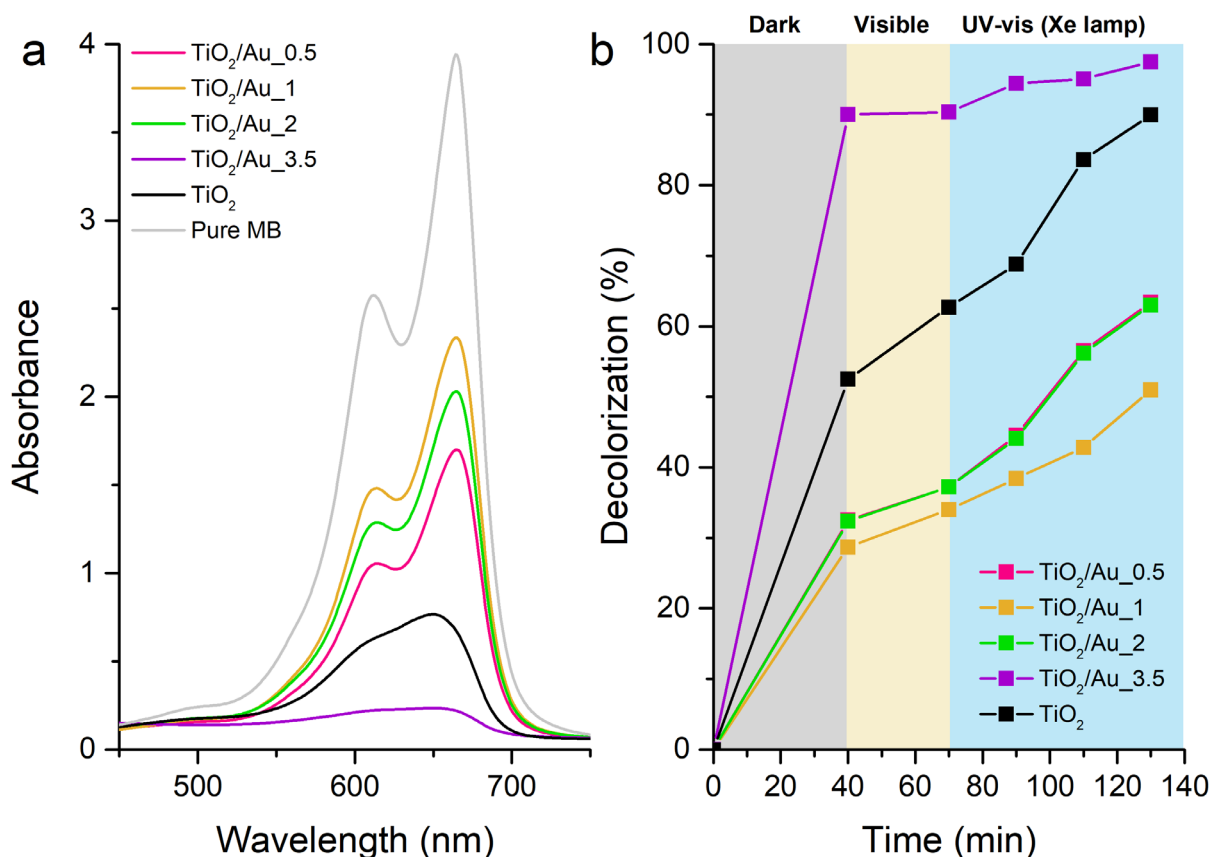 a
4
3
2
1
0
Absorbance
TiO₂/Au_0.5
TiO₂/Au_1
TiO₂/Au_2
TiO₂/Au_3.5
TiO₂
Pure MB
500 600 700
Wavelength (nm)
Dark Visible UV-vis (Xe lamp)
b
100
80
60
40
20
0
Decolorization (%)
TiO₂/Au_0.5
TiO₂/Au_1
TiO₂/Au_2
TiO₂/Au_3.5
TiO₂
0 20 40 60 80 100 120 140
Time (min)